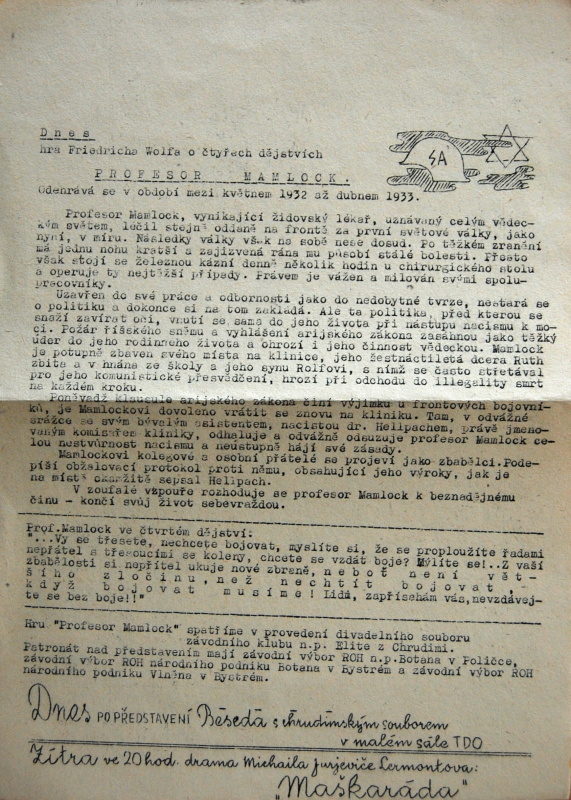 Dnes
hra Friedricha Wolfa o čtyřech dějstvích
PROFESOR MAMLOCK.
Odehrává se v období mezi květnem 1932 až dubnem 1933.
SA
Profesor Mamlock, vynikající židovský lékař, uznávaný celým vědec-
kým světem, léčil stejně oddaně na frontě za první světové války, jako
nyní, v míru. Následky války však na sobě nese dosud. Po těžkém zranění
má jednu nohu kratší a zajizvená rána mu působí stálé bolesti. Přesto
však stojí se železnou kázní denně několik hodin u chirurgického stolu
a operuje ty nejtěžší případy. Právem je vážen a milován svými spolu-
pracovníky.
Uzavřen do své práce a odbornosti jako do nedobytné tvrze, nestará se
o politiku a dokonce si na tom zakládá. Ale ta politika, před kterou se
snaží zavírat oči, vnutí se sama do jeho života při nástupu nacismu k mo-
ci. Požár říšského sněmu a vyhlášení arijského zákona zasáhnou jako těžký
úder do jeho rodinného života a ohrozí i jeho činnost vědeckou. Mamlock
je potupně zbaven svého místa na klinice, jeho šestnáctiletá dcera Ruth
zbita a v hnána ze školy a jeho synu Rolfovi, s nímž se často střetával
pro jeho komunistické přesvědčení, hrozí při odchodu do illegality smrt
na každém kroku.
Poněvadž klausule arijského zákona činí výjimku u frontových bojovní-
ků, je Mamlockovi dovoleno vrátit se znovu na kliniku. Tam, v odvážné
srážce se svým bývalým asistentem, nacistou dr. Hellpachem, právě jmeno-
vaným komisařem kliniky, odhaluje a odvážně odsuzuje profesor Mamlock ce-
lou nestvůrnost nacismu a neústupně hájí své zásady.
Mamlockovi kolegové a osobní přátelé se projeví jako zbabělci.Pode-
píší obžalovací protokol proti němu, obsahující jeho výroky, jak je
na místě okamžitě sepsal Hellpach.
V zoufalé vzpouře rozhoduje se profesor Mamlock k beznadějnému
činu - končí svůj život sebevraždou.
Prof.Mamlock ve čtvrtém dějství:
"...Vy se třesete, nechcete bojovat, myslíte si, že se proploužíte řadami
nepřátel s třesoucími se koleny, chcete se vzdát boje? Mýlíte se!..Z vaší
zbabělosti si nepřítel ukuje nové zbraně, neboť není vět-
šího zločinu, než nechtít bojovat,-
když bojovat musíme! Lidé, zapřísahám vás,nevzdávej-
te se bez boje!!"
Hru "Profesor Mamlock" spatříme v provedení divadelního souboru
závodního klubu n.p. Elite z Chrudimi.
Patronát nad představením mají závodní výbor ROH n.p.Botana v Poličce,
závodní výbor ROH národního podniku Botana v Bystrém a závodní výbor ROH
národního podniku Vlněna v Bystrém.
Dnes PO PŘEDSTAVENÍ Beseda s chrudimským souborem
v malém sále TDO
Zítra ve 20 hod. drama Michaila Jurjeviče Lermontova:
"Maškaráda"